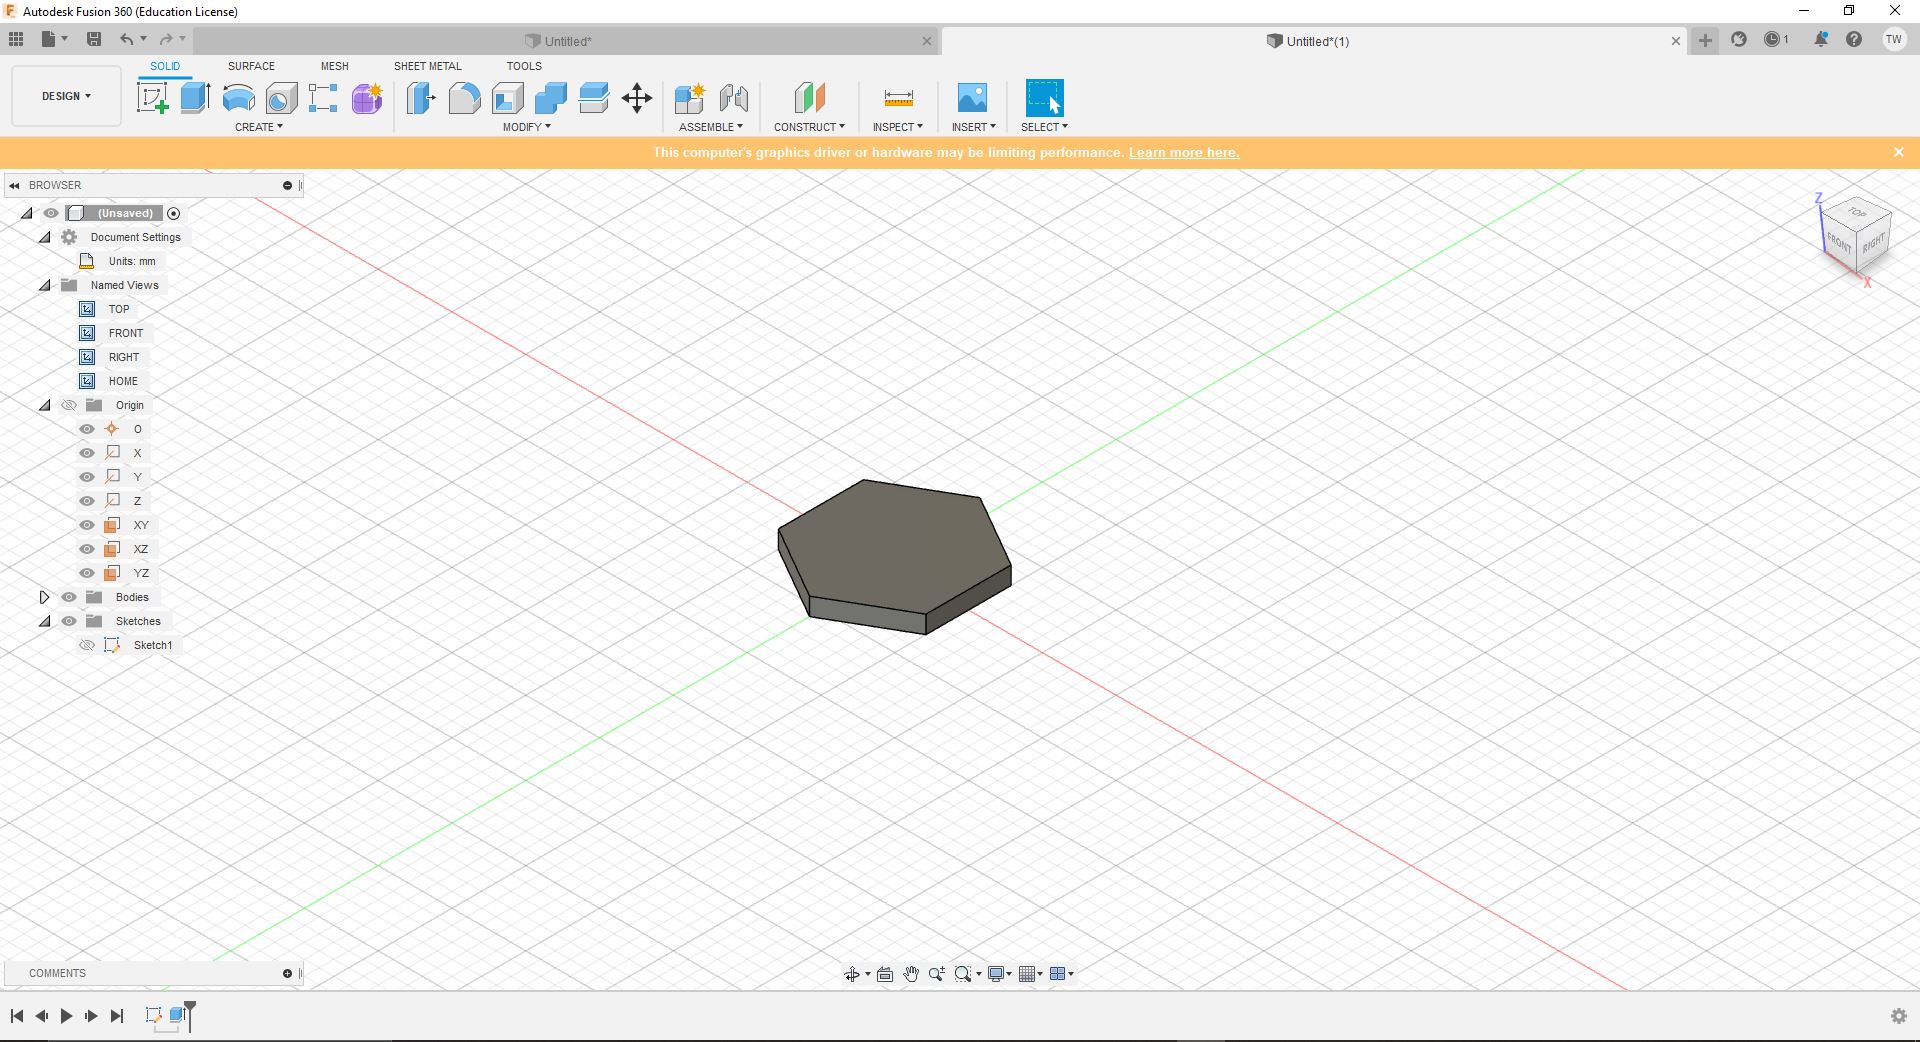 Autodesk Fusion 360 (Education License)
Untitled*
Untitled*(1)
1
TW
DESIGN
SOLID
SURFACE
MESH
SHEET METAL
TOOLS
CREATE
MODIFY
ASSEMBLE
CONSTRUCT
INSPECT
INSERT
SELECT
This computer's graphics driver or hardware may be limiting performance. Learn more here.
BROWSER
(Unsaved)
Document Settings
Units: mm
Named Views
TOP
FRONT
RIGHT
HOME
Origin
O
X
Y
Z
XY
XZ
YZ
Bodies
Sketches
Sketch1
Z
TOP
FRONT
RIGHT
X
COMMENTS